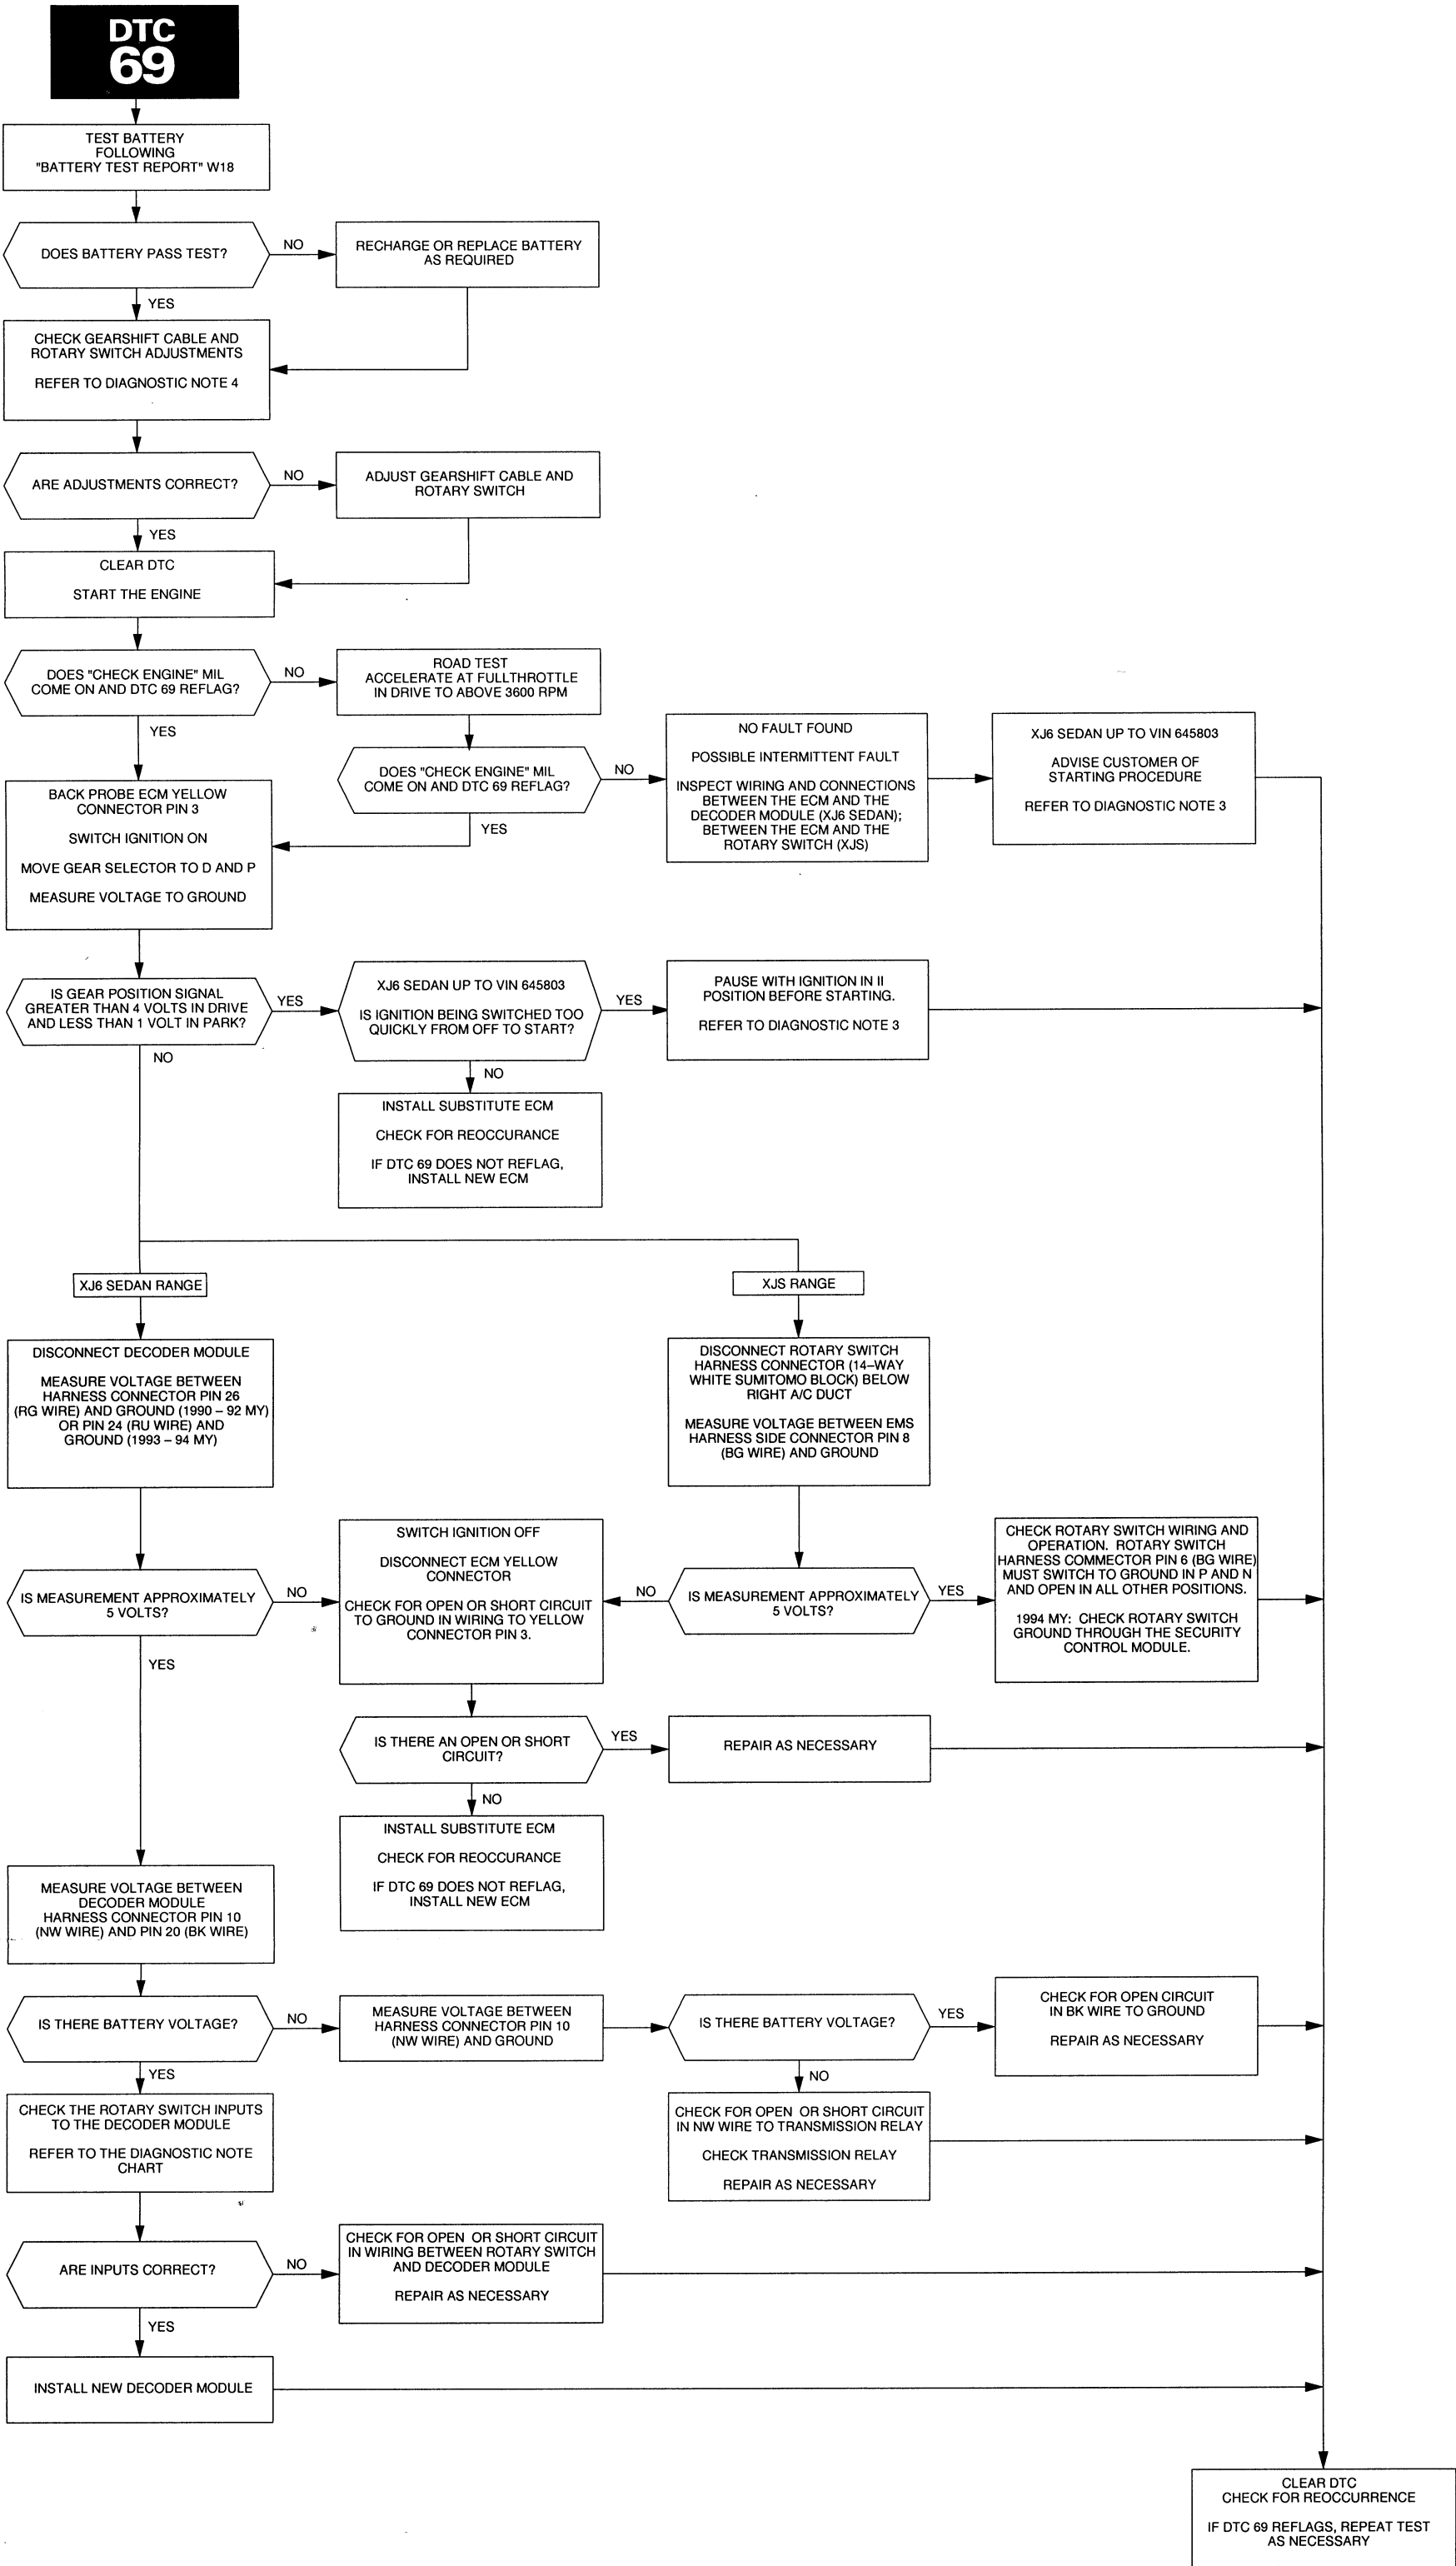 DTC
69
TEST BATTERY
FOLLOWING
"BATTERY TEST REPORT" W18
DOES BATTERY PASS TEST?
NO
RECHARGE OR REPLACE BATTERY
AS REQUIRED
YES
CHECK GEARSHIFT CABLE AND
ROTARY SWITCH ADJUSTMENTS
REFER TO DIAGNOSTIC NOTE 4
ARE ADJUSTMENTS CORRECT?
NO
ADJUST GEARSHIFT CABLE AND
ROTARY SWITCH
YES
CLEAR DTC
START THE ENGINE
DOES "CHECK ENGINE" MIL
COME ON AND DTC 69 REFLAG?
NO
ROAD TEST
ACCELERATE AT FULLTHROTTLE
IN DRIVE TO ABOVE 3600 RPM
YES
DOES "CHECK ENGINE" MIL
COME ON AND DTC 69 REFLAG?
NO
NO FAULT FOUND
POSSIBLE INTERMITTENT FAULT
INSPECT WIRING AND CONNECTIONS
BETWEEN THE ECM AND THE
DECODER MODULE (XJ6 SEDAN);
BETWEEN THE ECM AND THE
ROTARY SWITCH (XJS)
XJ6 SEDAN UP TO VIN 645803
ADVISE CUSTOMER OF
STARTING PROCEDURE
REFER TO DIAGNOSTIC NOTE 3
YES
BACK PROBE ECM YELLOW
CONNECTOR PIN 3
SWITCH IGNITION ON
MOVE GEAR SELECTOR TO D AND P
MEASURE VOLTAGE TO GROUND
IS GEAR POSITION SIGNAL
GREATER THAN 4 VOLTS IN DRIVE
AND LESS THAN 1 VOLT IN PARK?
YES
XJ6 SEDAN UP TO VIN 645803
IS IGNITION BEING SWITCHED TOO
QUICKLY FROM OFF TO START?
YES
PAUSE WITH IGNITION IN II
POSITION BEFORE STARTING.
REFER TO DIAGNOSTIC NOTE 3
NO
NO
INSTALL SUBSTITUTE ECM
CHECK FOR REOCCURANCE
IF DTC 69 DOES NOT REFLAG,
INSTALL NEW ECM
XJ6 SEDAN RANGE
XJS RANGE
DISCONNECT DECODER MODULE
MEASURE VOLTAGE BETWEEN
HARNESS CONNECTOR PIN 26
(RG WIRE) AND GROUND (1990 – 92 MY)
OR PIN 24 (RU WIRE) AND
GROUND (1993 – 94 MY)
DISCONNECT ROTARY SWITCH
HARNESS CONNECTOR (14–WAY
WHITE SUMITOMO BLOCK) BELOW
RIGHT A/C DUCT
MEASURE VOLTAGE BETWEEN EMS
HARNESS SIDE CONNECTOR PIN 8
(BG WIRE) AND GROUND
IS MEASUREMENT APPROXIMATELY
5 VOLTS?
NO
SWITCH IGNITION OFF
DISCONNECT ECM YELLOW
CONNECTOR
CHECK FOR OPEN OR SHORT CIRCUIT
TO GROUND IN WIRING TO YELLOW
CONNECTOR PIN 3.
NO
IS MEASUREMENT APPROXIMATELY
5 VOLTS?
YES
CHECK ROTARY SWITCH WIRING AND
OPERATION. ROTARY SWITCH
HARNESS COMMECTOR PIN 6 (BG WIRE)
MUST SWITCH TO GROUND IN P AND N
AND OPEN IN ALL OTHER POSITIONS.
1994 MY: CHECK ROTARY SWITCH
GROUND THROUGH THE SECURITY
CONTROL MODULE.
YES
IS THERE AN OPEN OR SHORT
CIRCUIT?
YES
REPAIR AS NECESSARY
NO
INSTALL SUBSTITUTE ECM
CHECK FOR REOCCURANCE
IF DTC 69 DOES NOT REFLAG,
INSTALL NEW ECM
MEASURE VOLTAGE BETWEEN
DECODER MODULE
HARNESS CONNECTOR PIN 10
(NW WIRE) AND PIN 20 (BK WIRE)
IS THERE BATTERY VOLTAGE?
NO
MEASURE VOLTAGE BETWEEN
HARNESS CONNECTOR PIN 10
(NW WIRE) AND GROUND
IS THERE BATTERY VOLTAGE?
YES
CHECK FOR OPEN CIRCUIT
IN BK WIRE TO GROUND
REPAIR AS NECESSARY
YES
NO
CHECK THE ROTARY SWITCH INPUTS
TO THE DECODER MODULE
REFER TO THE DIAGNOSTIC NOTE
CHART
CHECK FOR OPEN OR SHORT CIRCUIT
IN NW WIRE TO TRANSMISSION RELAY
CHECK TRANSMISSION RELAY
REPAIR AS NECESSARY
ARE INPUTS CORRECT?
NO
CHECK FOR OPEN OR SHORT CIRCUIT
IN WIRING BETWEEN ROTARY SWITCH
AND DECODER MODULE
REPAIR AS NECESSARY
YES
INSTALL NEW DECODER MODULE
CLEAR DTC
CHECK FOR REOCCURRENCE
IF DTC 69 REFLAGS, REPEAT TEST
AS NECESSARY